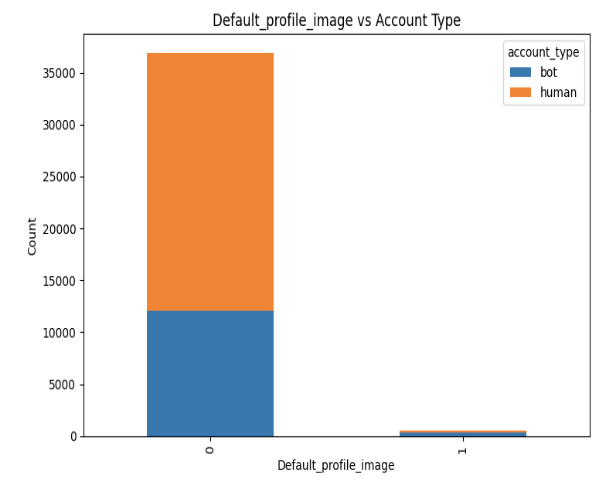 Default_profile_image vs Account Type
account_type
bot
human
35000
30000
25000
20000
15000
10000
5000
0
Count
0
1
Default_profile_image